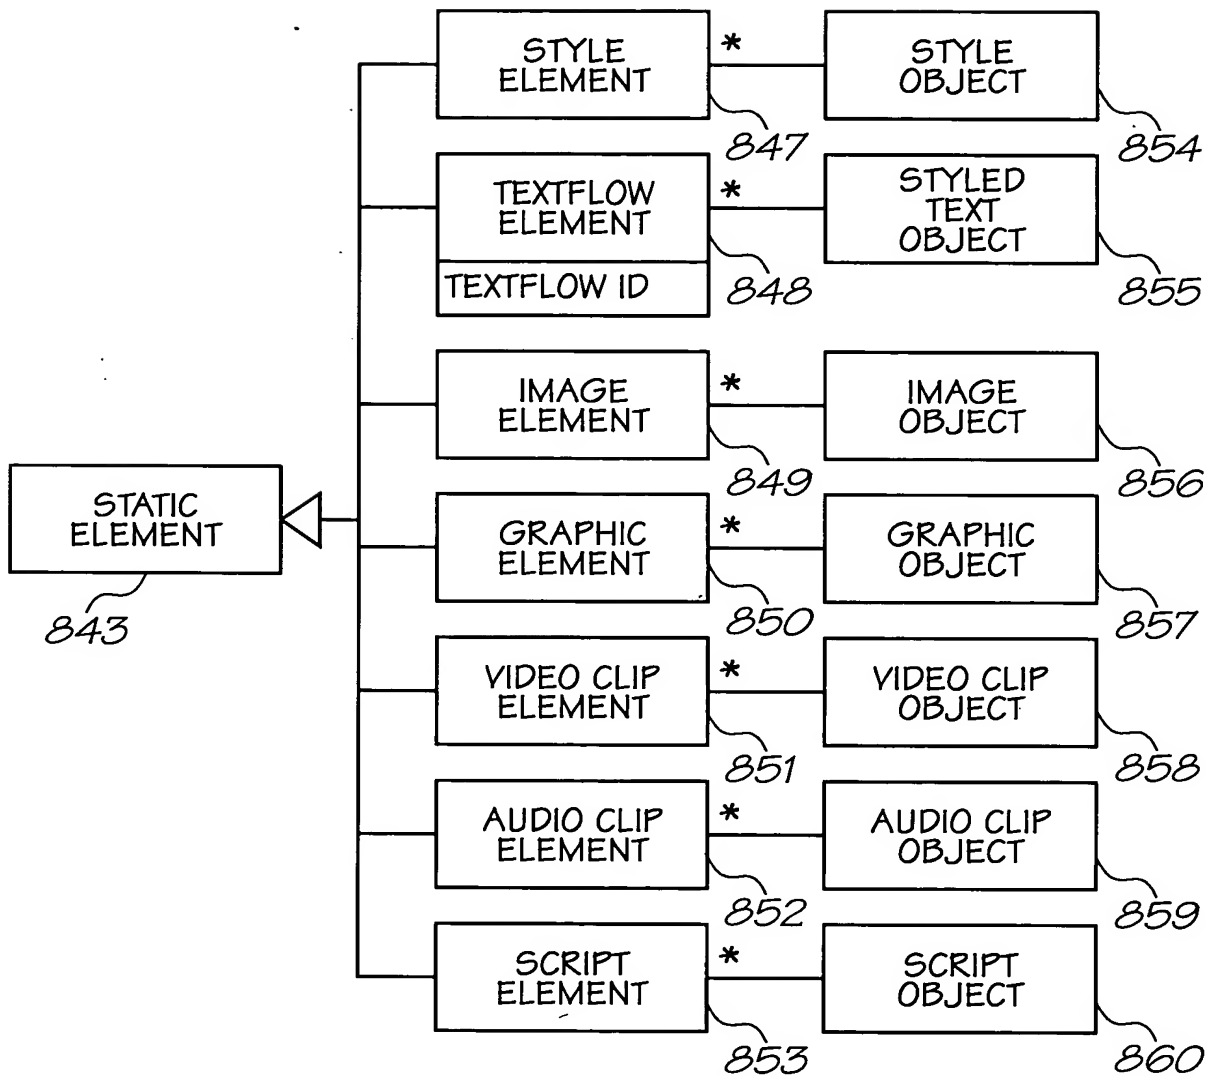 STYLE
ELEMENT
*
STYLE
OBJECT
847
854
TEXTFLOW
ELEMENT
*
STYLED
TEXT
OBJECT
TEXTFLOW ID
848
855
IMAGE
ELEMENT
*
IMAGE
OBJECT
849
856
STATIC
ELEMENT
843
GRAPHIC
ELEMENT
*
GRAPHIC
OBJECT
850
857
VIDEO CLIP
ELEMENT
*
VIDEO CLIP
OBJECT
851
858
AUDIO CLIP
ELEMENT
*
AUDIO CLIP
OBJECT
852
859
SCRIPT
ELEMENT
*
SCRIPT
OBJECT
853
860